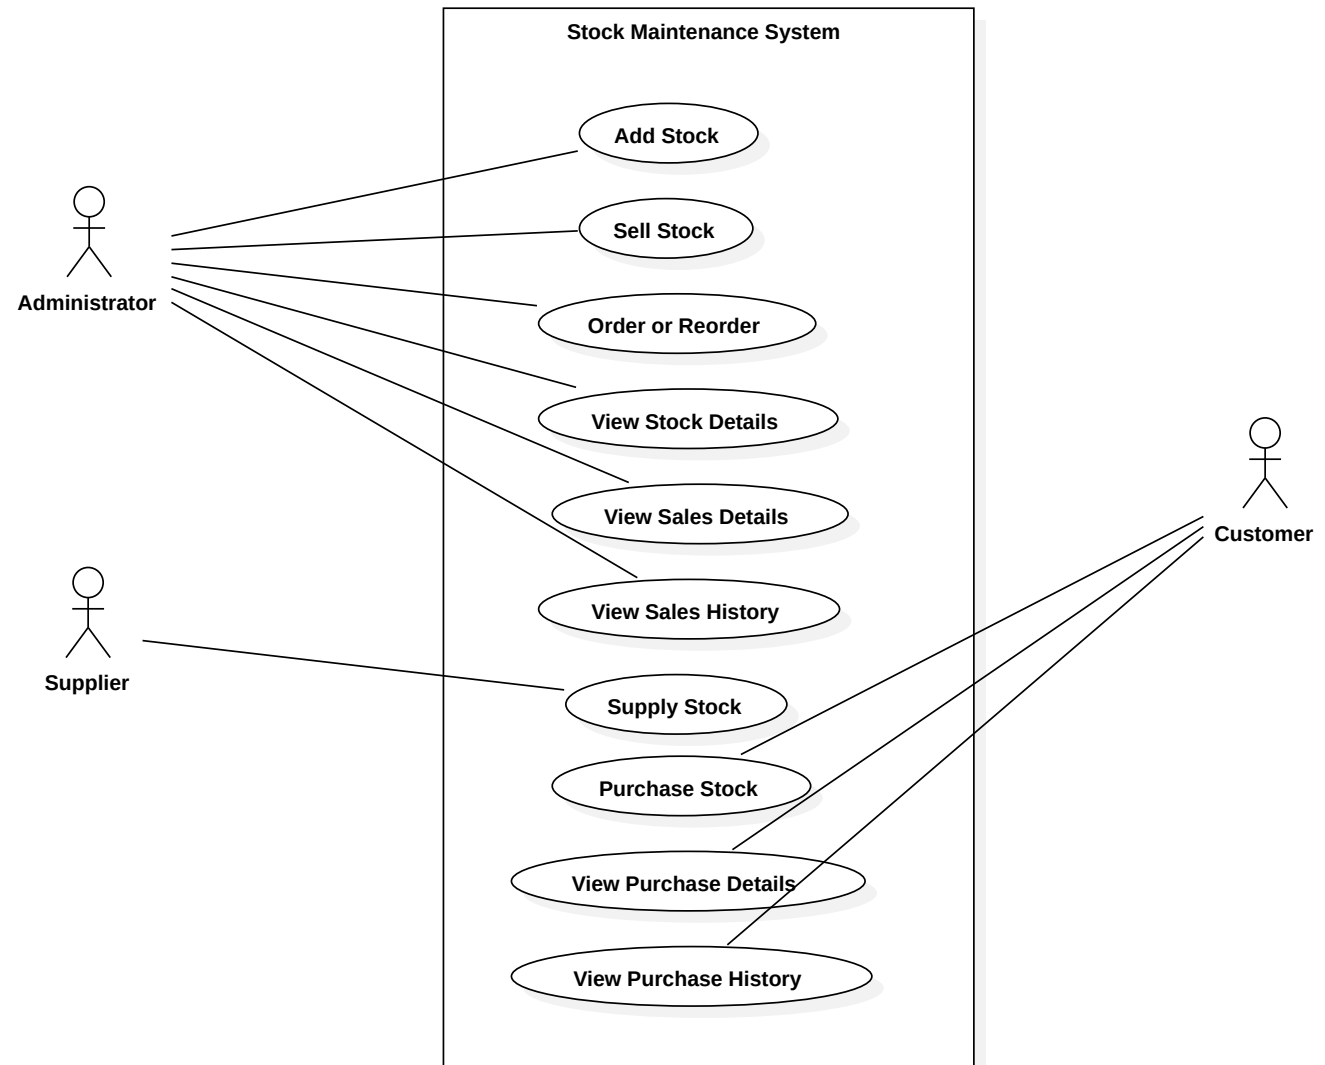 Stock Maintenance System
Add Stock
Sell Stock
Administrator
Order or Reorder
View Stock Details
View Sales Details
Customer
View Sales History
Supplier
Supply Stock
Purchase Stock
View Purchase Details
View Purchase History